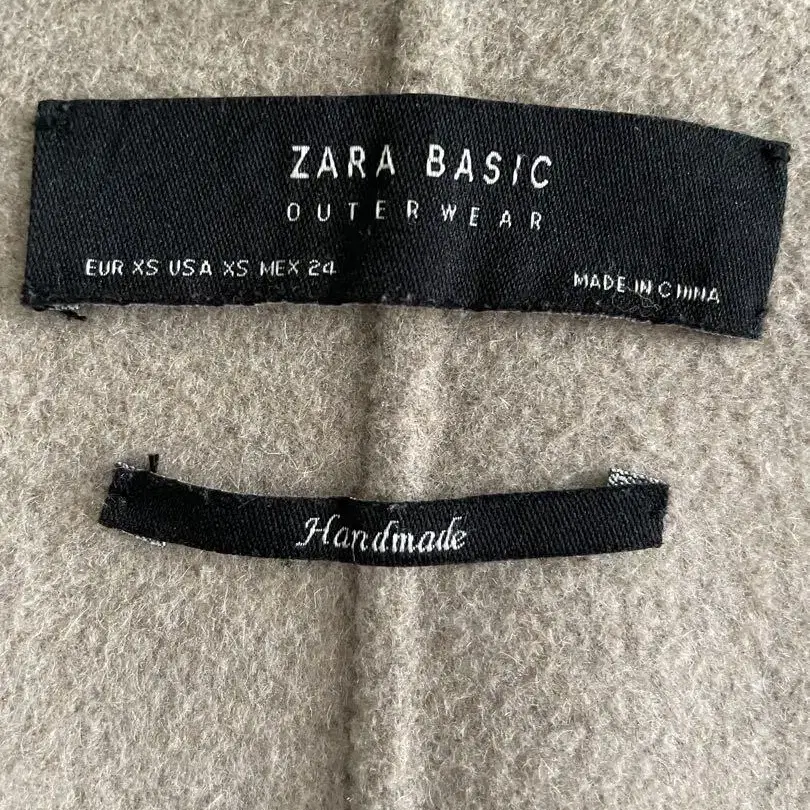 ZARA BASIC
OUTERWEAR
EUR XS USA XS MEX 24
MADE IN CHINA
Handmade